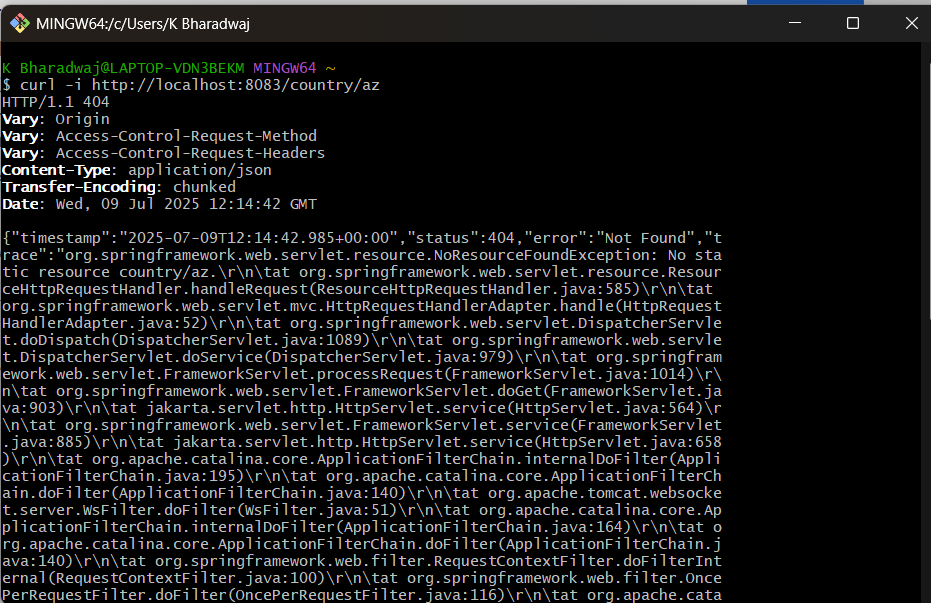 MINGW64:/c/Users/K Bharadwaj
K Bharadwaj@LAPTOP-VDN3BEKM MINGW64 ~
$ curl -i http://localhost:8083/country/az
HTTP/1.1 404
Vary: Origin
Vary: Access-Control-Request-Method
Vary: Access-Control-Request-Headers
Content-Type: application/json
Transfer-Encoding: chunked
Date: Wed, 09 Jul 2025 12:14:42 GMT
{"timestamp":"2025-07-09T12:14:42.985+00:00","status":404,"error":"Not Found","t
race":"org.springframework.web.servlet.resource.NoResourceFoundException: No sta
tic resource country/az.\r\n\tat org.springframework.web.servlet.resource.Resour
ceHttpRequestHandler.handleRequest(ResourceHttpRequestHandler.java:585)\r\n\tat
org.springframework.web.servlet.mvc.HttpRequestHandlerAdapter.handle(HttpRequest
HandlerAdapter.java:52)\r\n\tat org.springframework.web.servlet.DispatcherServle
t.doDispatch(DispatcherServlet.java:1089)\r\n\tat org.springframework.web.servle
t.DispatcherServlet.doService(DispatcherServlet.java:979)\r\n\tat org.springfram
ework.web.servlet.FrameworkServlet.processRequest(FrameworkServlet.java:1014)\r\
n\tat org.springframework.web.servlet.FrameworkServlet.doGet(FrameworkServlet.ja
va:903)\r\n\tat jakarta.servlet.http.HttpServlet.service(HttpServlet.java:564)\r
\n\tat org.springframework.web.servlet.FrameworkServlet.service(FrameworkServlet
.java:885)\r\n\tat jakarta.servlet.http.HttpServlet.service(HttpServlet.java:658
)\r\n\tat org.apache.catalina.core.ApplicationFilterChain.internalDoFilter(Appli
cationFilterChain.java:195)\r\n\tat org.apache.catalina.core.ApplicationFilterCh
ain.doFilter(ApplicationFilterChain.java:140)\r\n\tat org.apache.tomcat.websocke
t.server.WsFilter.doFilter(WsFilter.java:51)\r\n\tat org.apache.catalina.core.Ap
plicationFilterChain.internalDoFilter(ApplicationFilterChain.java:164)\r\n\tat o
rg.apache.catalina.core.ApplicationFilterChain.doFilter(ApplicationFilterChain.j
ava:140)\r\n\tat org.springframework.web.filter.RequestContextFilter.doFilterInt
ernal(RequestContextFilter.java:100)\r\n\tat org.springframework.web.filter.Once
PerRequestFilter.doFilter(OncePerRequestFilter.java:116)\r\n\tat org.apache.cata